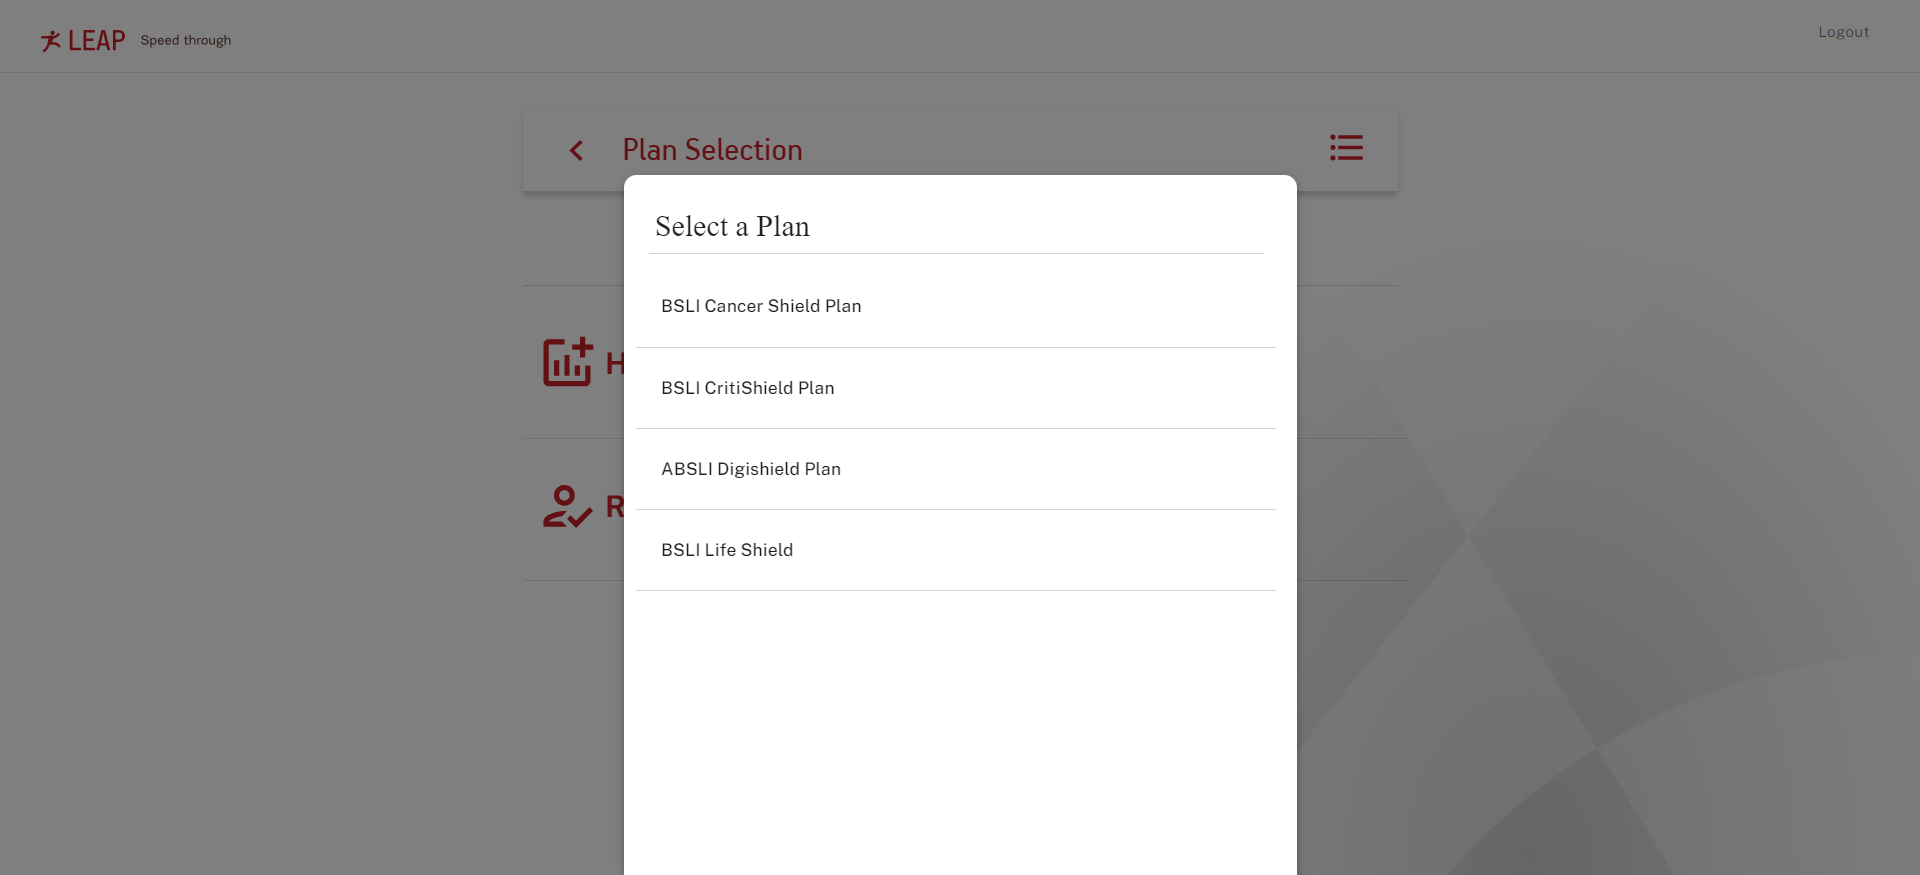 LEAP Speed through
Logout
Plan Selection
Select a Plan
BSLI Cancer Shield Plan
H
BSLI CritiShield Plan
ABSLI Digishield Plan
R
BSLI Life Shield